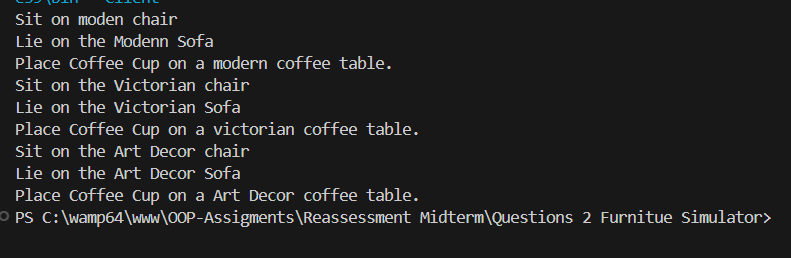 Sit on moden chair
Lie on the Modenn Sofa
Place Coffee Cup on a modern coffee table.
Sit on the Victorian chair
Lie on the Victorian Sofa
Place Coffee Cup on a victorian coffee table.
Sit on the Art Decor chair
Lie on the Art Decor Sofa
Place Coffee Cup on a Art Decor coffee table.
PS C:\wamp64\www\OOP-Assigments\Reassessment Midterm\Questions 2 Furnitue Simulator>